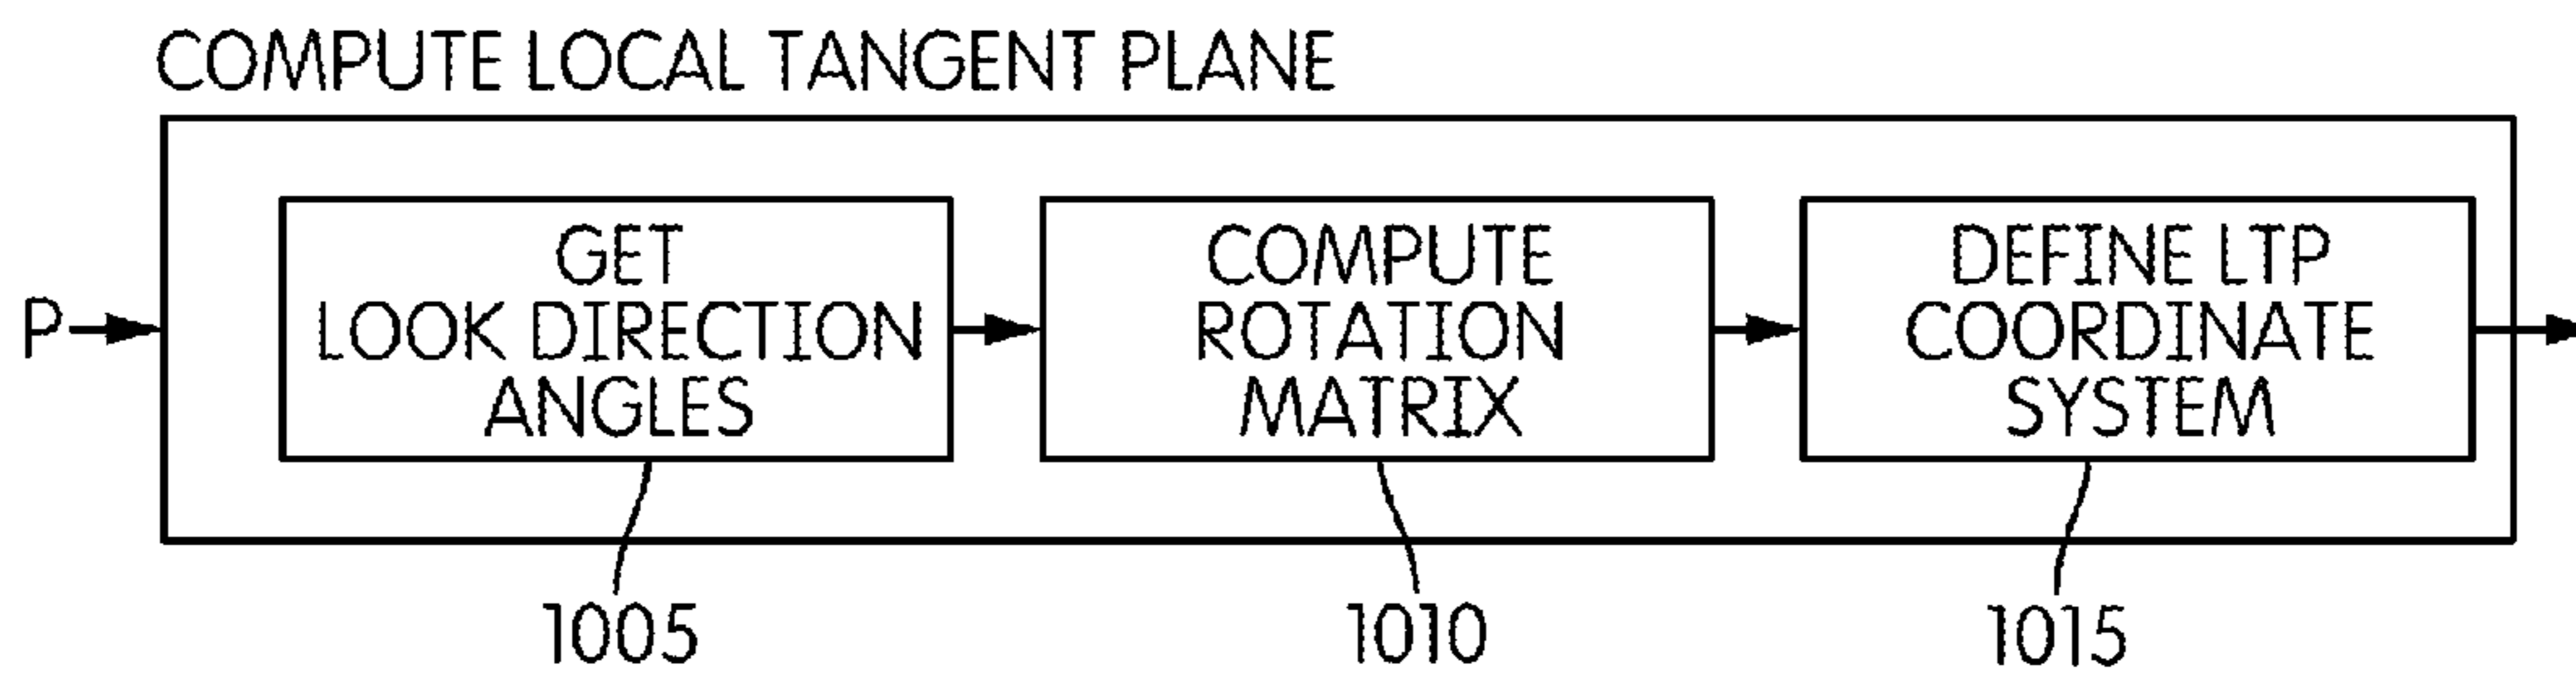 COMPUTE LOCAL TANGENT PLANE
P
GET
LOOK DIRECTION
ANGLES
COMPUTE
ROTATION
MATRIX
DEFINE LTP
COORDINATE
SYSTEM
1005
1010
1015